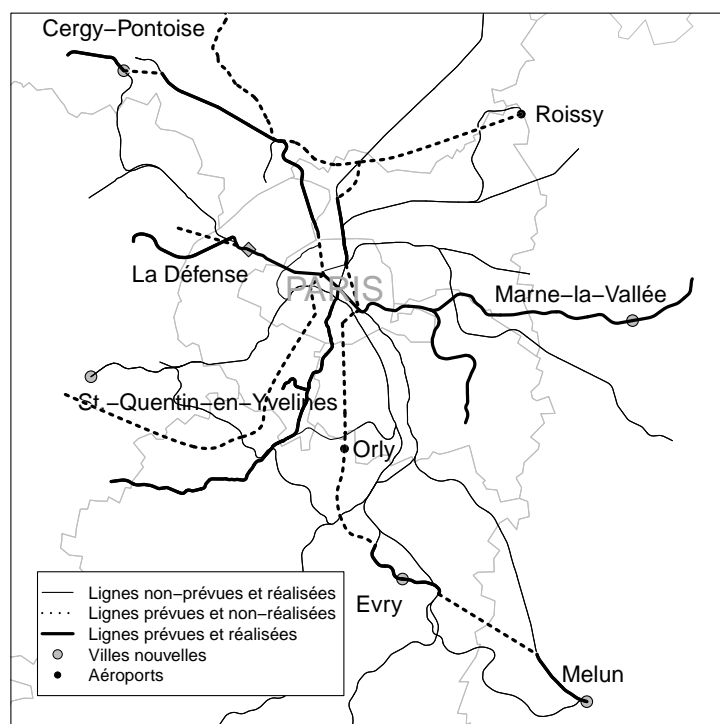 Cergy−Pontoise
Roissy
La Défense
PARIS
Marne−la−Vallée
St.−Quentin−en−Yvelines
Orly
Evry
Melun
Lignes non−prévues et réalisées
Lignes prévues et non−réalisées
Lignes prévues et réalisées
Villes nouvelles
Aéroports